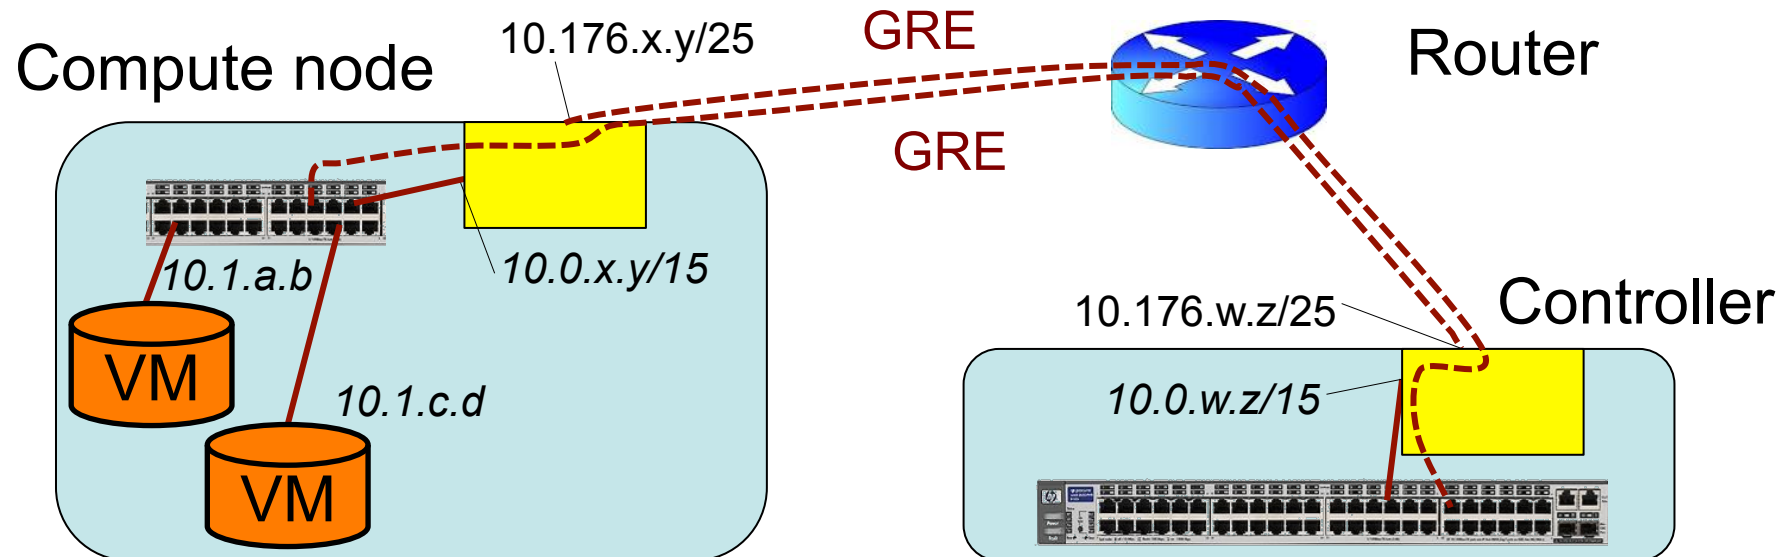 Compute node
10.176.x.y/25
GRE
Router
GRE
10.1.a.b
10.0.x.y/15
VM
10.1.c.d
VM
10.176.w.z/25
Controller
10.0.w.z/15